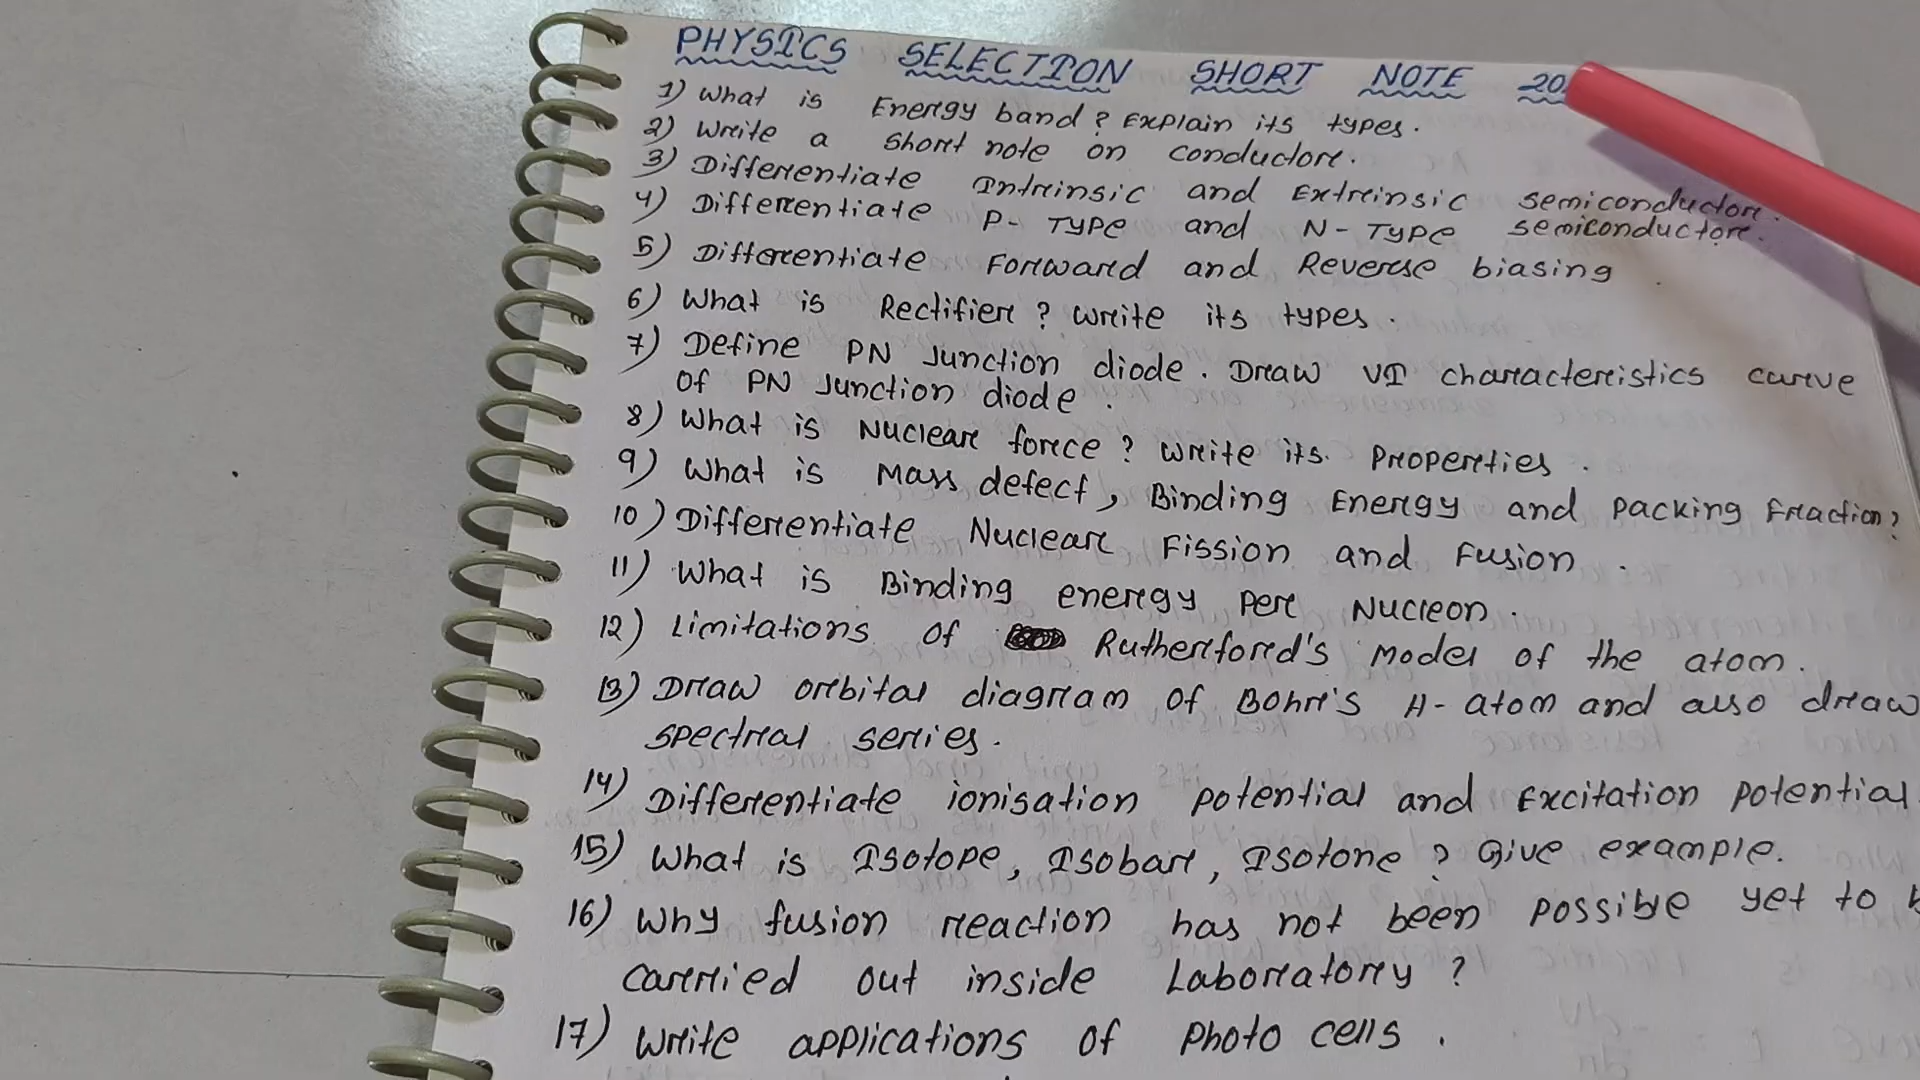 PHYSICS SELECTION SHORT NOTE 20
1) What is Energy band? Explain its types.
2) Write a short note on conductor.
3) Differentiate Intrinsic and Extrinsic semiconductor.
4) Differentiate P-Type and N-Type semiconductor.
5) Differentiate Forward and Reverse biasing
6) What is Rectifier? Write its types.
7) Define PN Junction diode. Draw VI characteristics curve
of PN Junction diode.
8) What is Nuclear force? Write its Properties.
9) What is Mass defect, Binding Energy and Packing Fraction?
10) Differentiate Nuclear Fission and Fusion.
11) What is Binding energy per Nucleon.
12) Limitations of Rutherford's Model of the atom.
13) Draw orbital diagram of Bohr's H-atom and also draw
spectral series.
14) Differentiate ionisation potential and Excitation potential.
15) What is Isotope, Isobar, Isotone? Give example.
16) Why fusion reaction has not been possible yet to
carried out inside Laboratory?
17) Write applications of Photo cells.